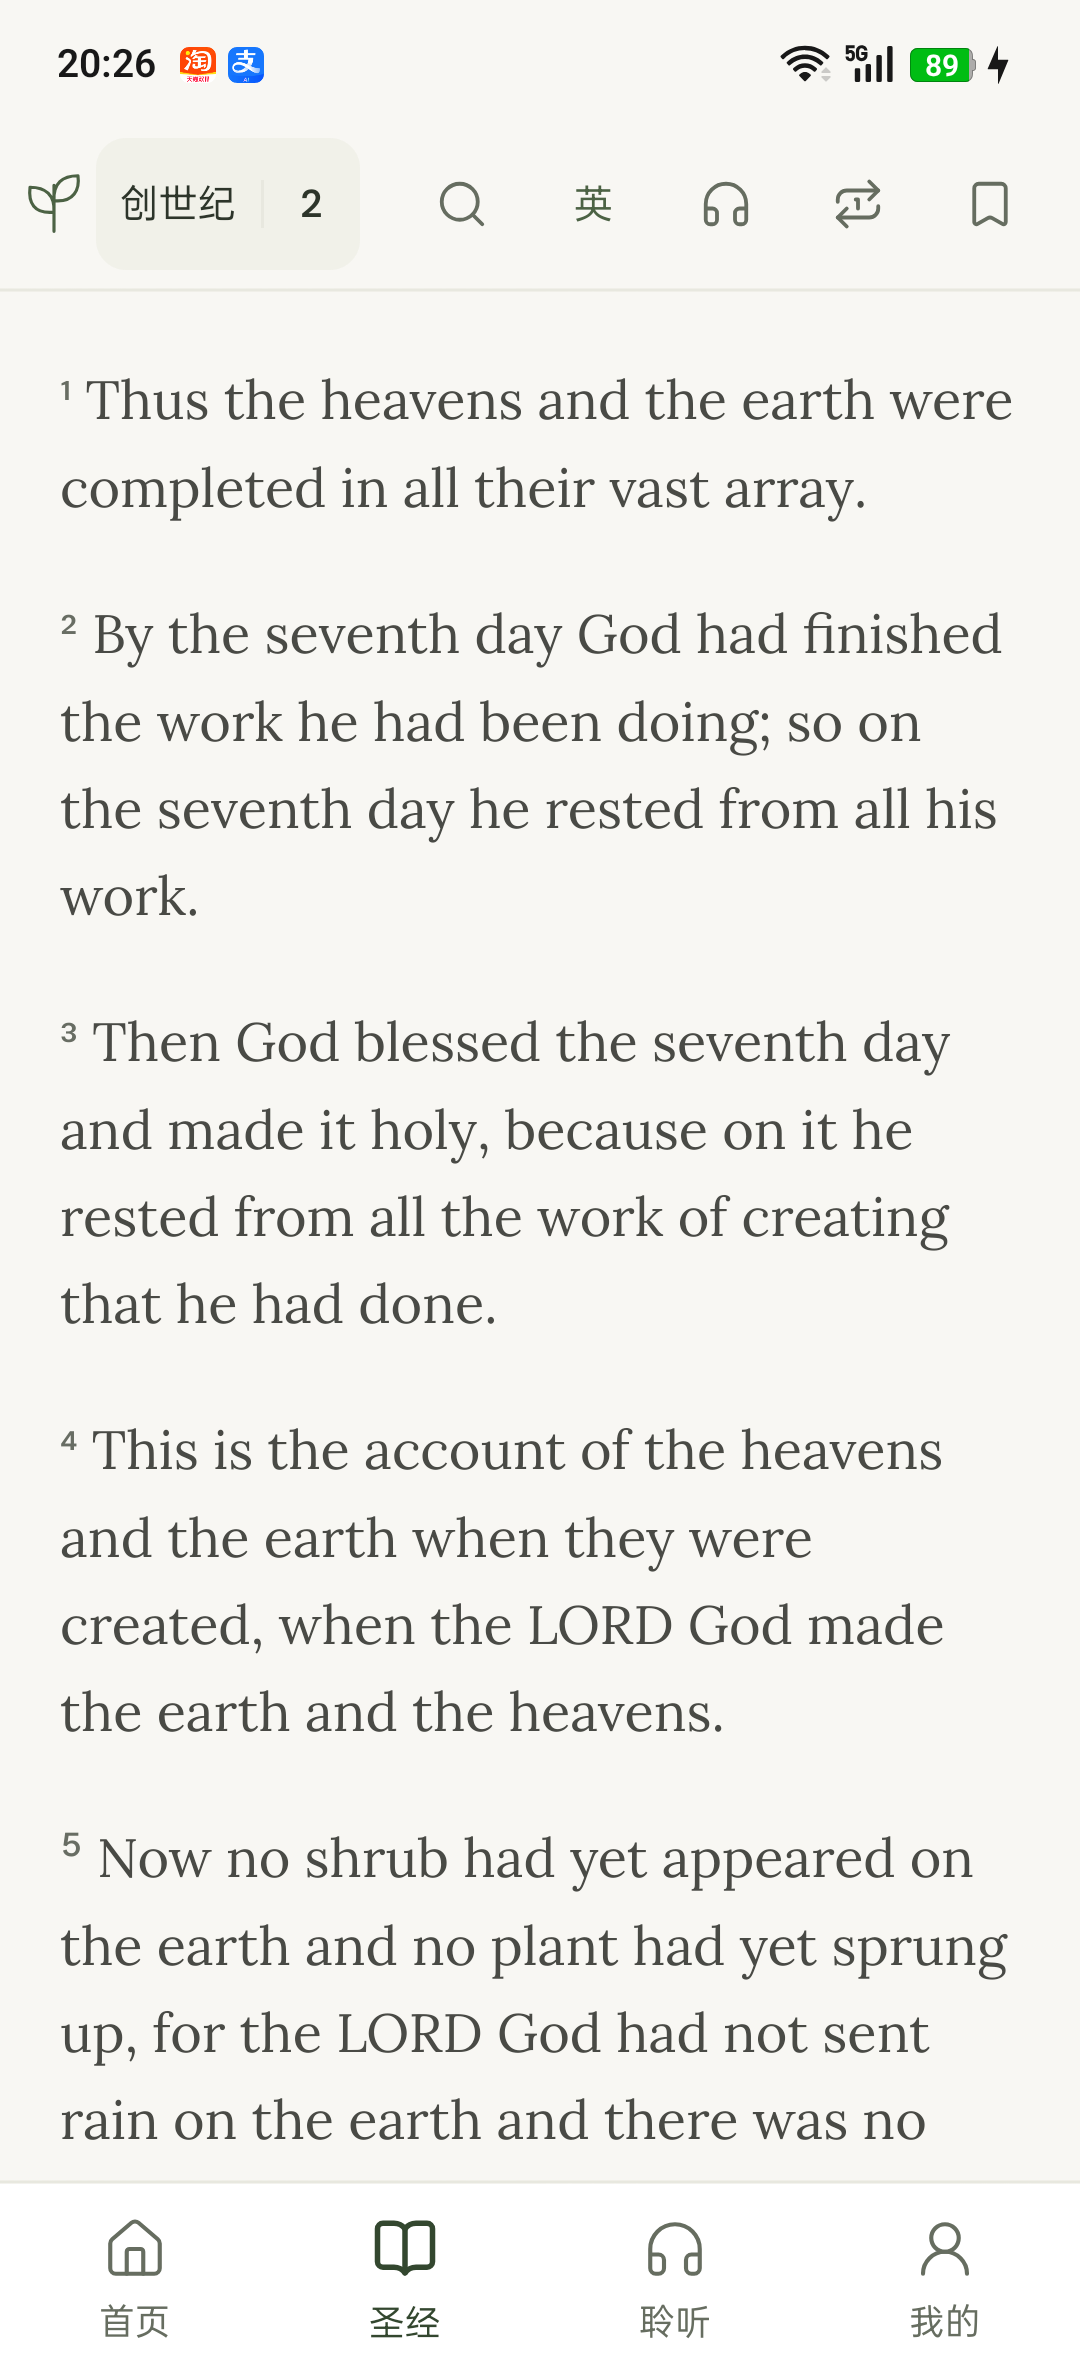 20:26 淘 支 5G 89
创世纪 2 英
1 Thus the heavens and the earth were
completed in all their vast array.
2 By the seventh day God had finished
the work he had been doing; so on
the seventh day he rested from all his
work.
3 Then God blessed the seventh day
and made it holy, because on it he
rested from all the work of creating
that he had done.
4 This is the account of the heavens
and the earth when they were
created, when the LORD God made
the earth and the heavens.
5 Now no shrub had yet appeared on
the earth and no plant had yet sprung
up, for the LORD God had not sent
rain on the earth and there was no
首页 圣经 聆听 我的